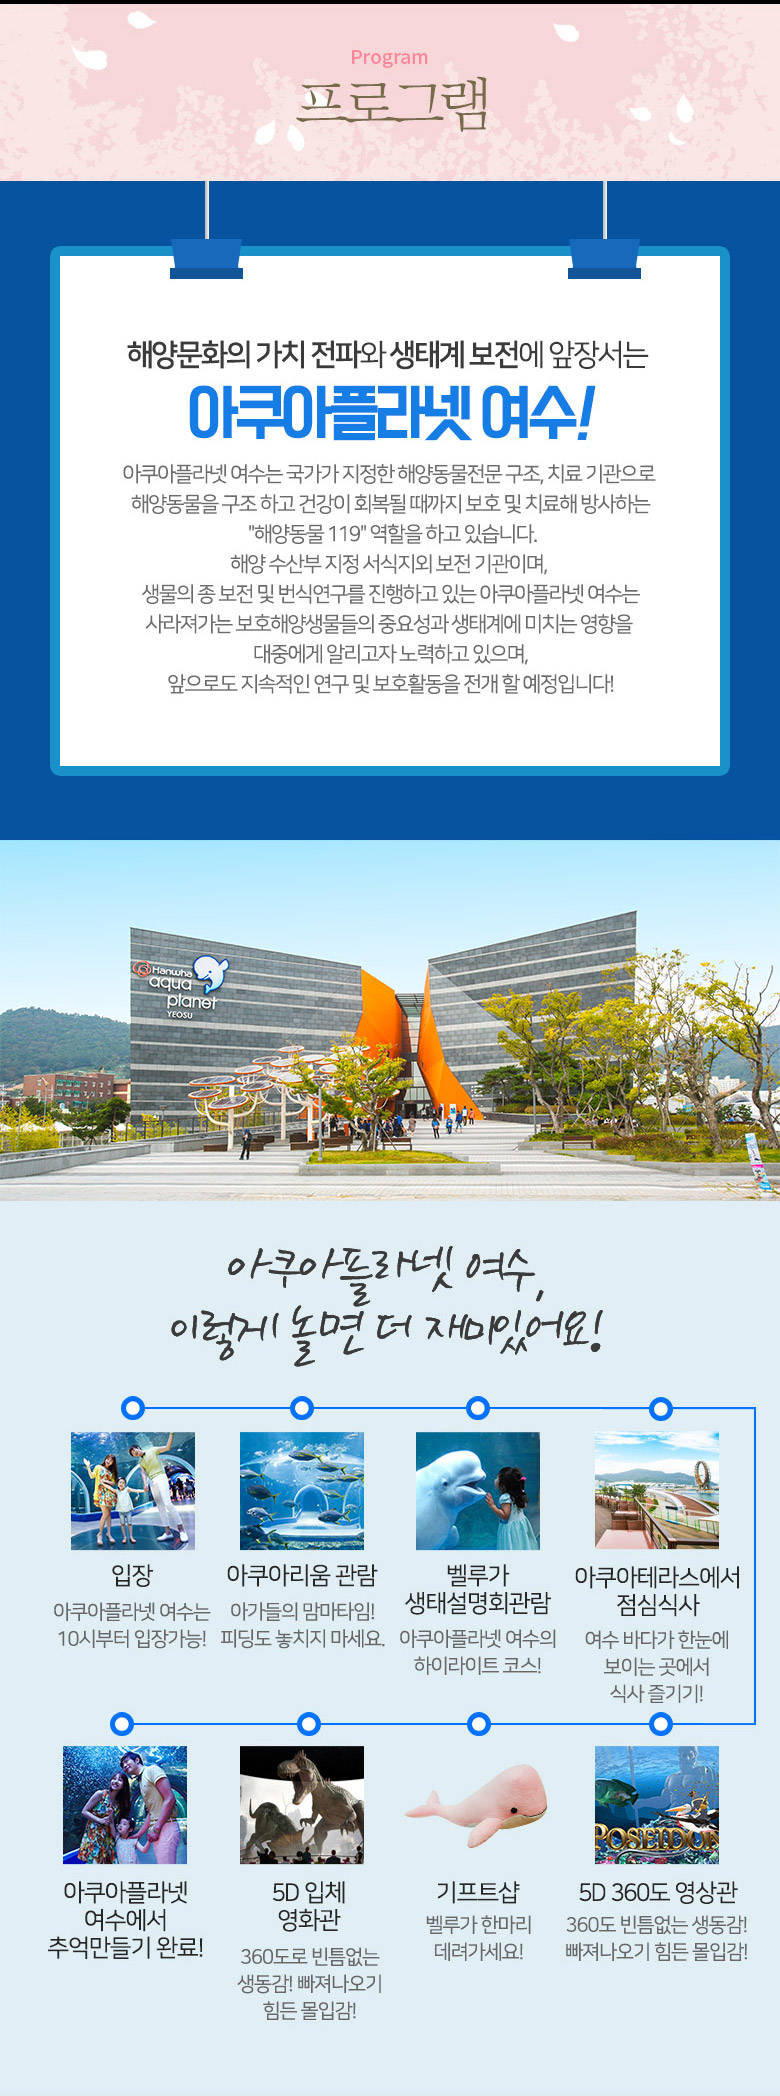 Program
프로그램
해양문화의 가치 전파와 생태계 보전에 앞장서는
아쿠아플라넷 여수!
아쿠아플라넷 여수는 국가가 지정한 해양동물전문 구조, 치료 기관으로
해양동물을 구조 하고 건강이 회복될 때까지 보호 및 치료해 방사하는
"해양동물 119" 역할을 하고 있습니다.
해양 수산부 지정 서식지외 보전 기관이며,
생물의 종 보전 및 번식연구를 진행하고 있는 아쿠아플라넷 여수는
사라져가는 보호해양생물들의 중요성과 생태계에 미치는 영향을
대중에게 알리고자 노력하고 있으며,
앞으로도 지속적인 연구 및 보호활동을 전개 할 예정입니다!
Hanwha
aqua
planet
YEOSU
아쿠아플라넷 여수,
이렇게 놀면 더 재미있어요!
입장
아쿠아플라넷 여수는
10시부터 입장가능!
아쿠아리움 관람
아가들의 맘마타임!
피딩도 놓치지 마세요.
벨루가
생태설명회관람
아쿠아플라넷 여수의
하이라이트 코스!
아쿠아테라스에서
점심식사
여수 바다가 한눈에
보이는 곳에서
식사 즐기기!
아쿠아플라넷
여수에서
추억만들기 완료!
5D 입체
영화관
360도로 빈틈없는
생동감! 빠져나오기
힘든 몰입감!
기프트샵
벨루가 한마리
데려가세요!
POSEIDON
5D 360도 영상관
360도 빈틈없는 생동감!
빠져나오기 힘든 몰입감!